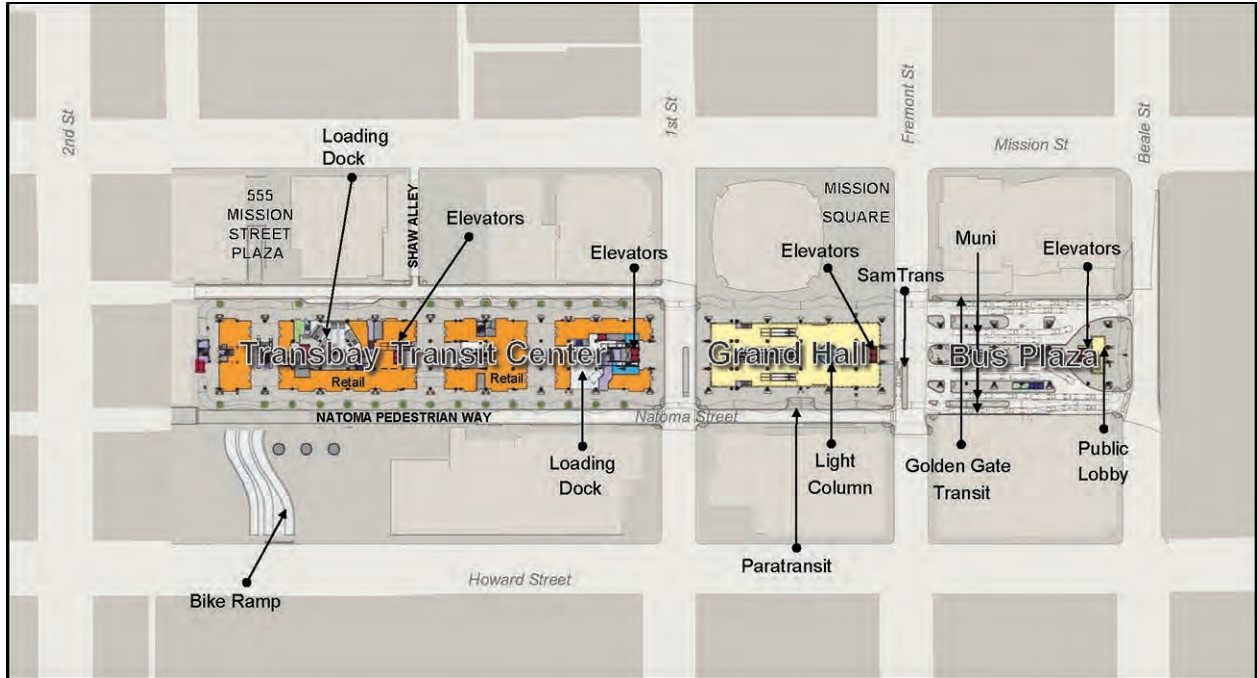 2nd St
1st St
Fremont St
Beale St
Mission St
Loading
Dock
555
MISSION
STREET
PLAZA
SHAW ALLEY
Elevators
Elevators
MISSION
SQUARE
Elevators
SamTrans
Muni
Elevators
Transbay Transit Center
Grand Hall
Bus Plaza
Retail
Retail
NATOMA PEDESTRIAN WAY
Natoma Street
Loading
Dock
Light
Column
Golden Gate
Transit
Public
Lobby
Paratransit
Howard Street
Bike Ramp